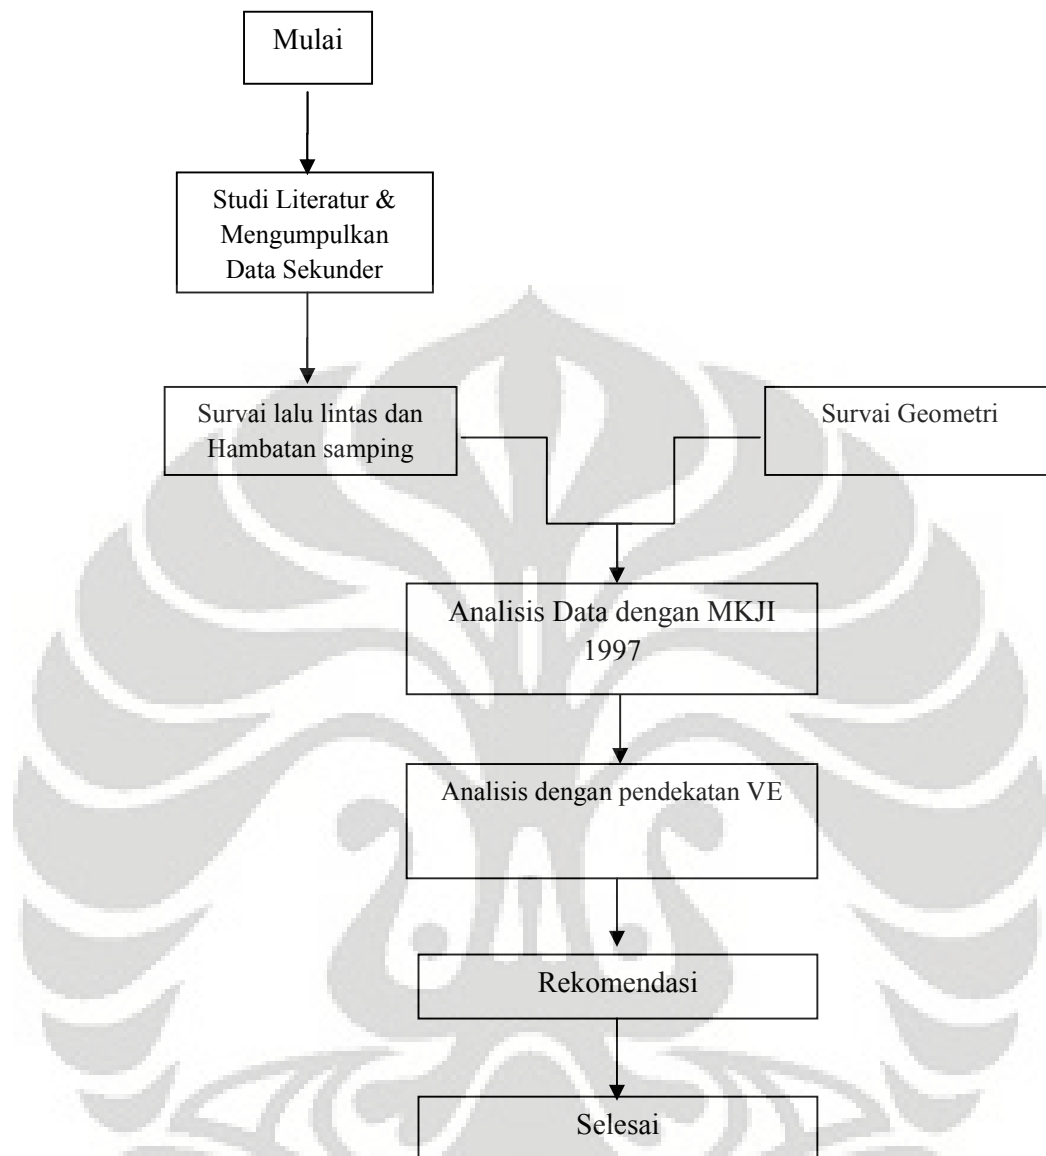 Mulai
Studi Literatur &
Mengumpulkan
Data Sekunder
Survai lalu lintas dan
Hambatan samping
Survai Geometri
Analisis Data dengan MKJI
1997
Analisis dengan pendekatan VE
Rekomendasi
Selesai